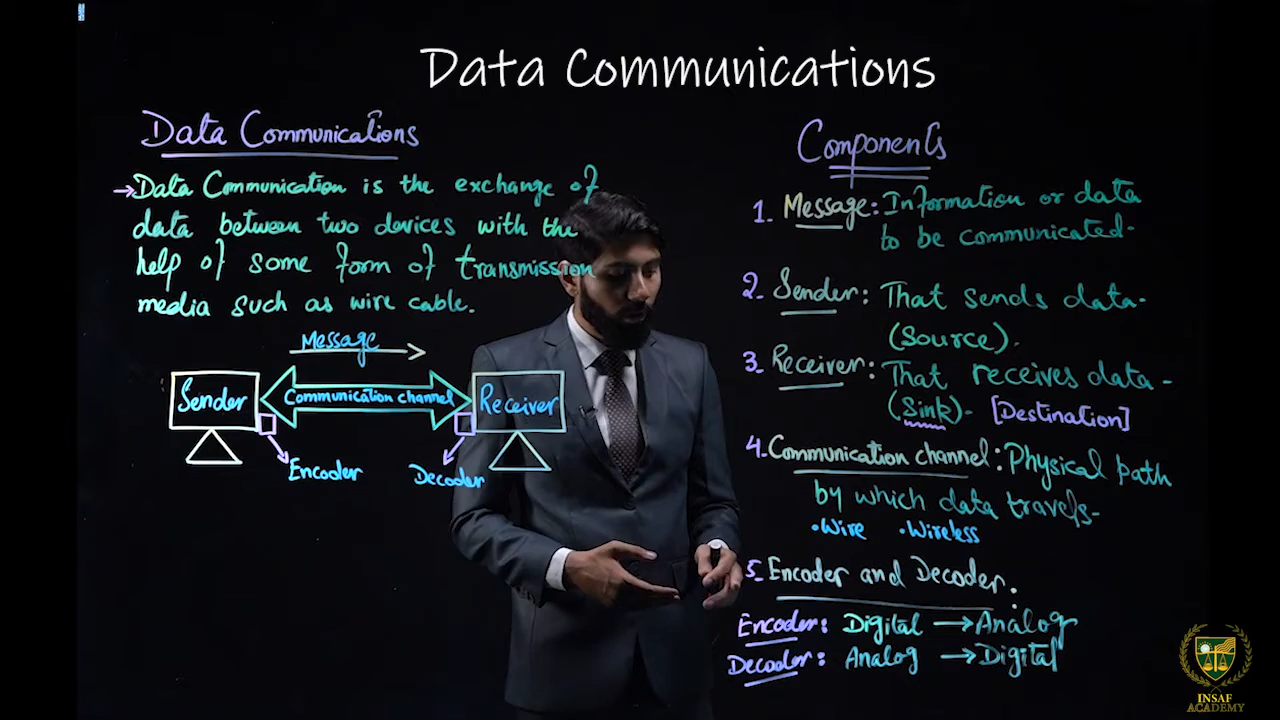 Data Communications
Data Communications
→Data Communication is the exchange of
data between two devices with the
help of some form of transmission
media such as wire cable.
Message
Sender
Communication channel
Receiver
Encoder
Decoder
Components
1. Message: Information or data
to be communicated.
2. Sender: That sends data.
(Source).
3. Receiver: That receives data.
(Sink). [Destination]
4. Communication channel: Physical path
by which data travels.
•Wire •Wireless
5. Encoder and Decoder:
Encoder: Digital → Analog
Decoder: Analog → Digital
INSAF
ACADEMY